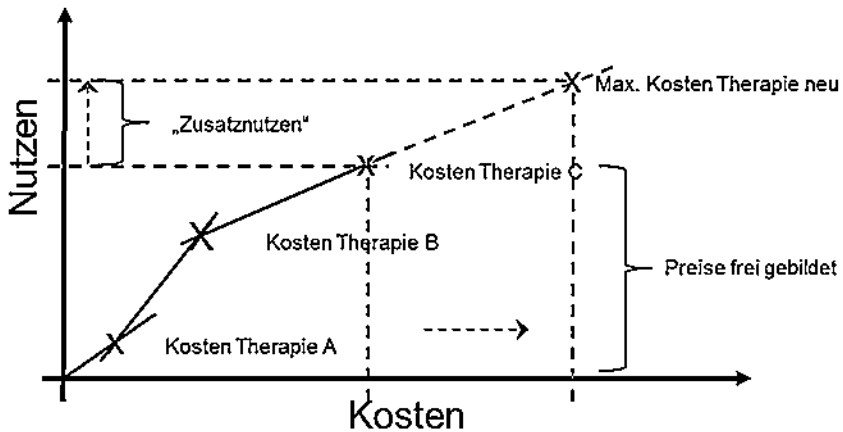 Max. Kosten Therapie neu
„Zusatznutzen“
Kosten Therapie C
Nutzen
Kosten Therapie B
Preise frei gebildet
Kosten Therapie A
Kosten